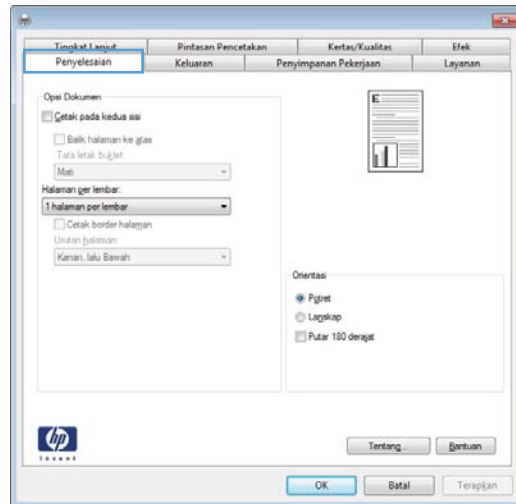 Tingkat Lanjut
Pintasan Pencetakan
Kertas/Kualitas
Efek
Penyelesaian
Keluaran
Penyimpanan Pekerjaan
Layanan
Opsi Dokumen
Cetak pada kedua sisi
Balik halaman ke atas
Tata letak buklet:
Mati
Halaman per lembar:
1 halaman per lembar
Cetak border halaman
Urutan halaman:
Kanan, lalu Bawah
E
Orientasi
Potret
Lanskap
Putar 180 derajat
hp
invent
Tentang...
Bantuan
OK
Batal
Terapkan